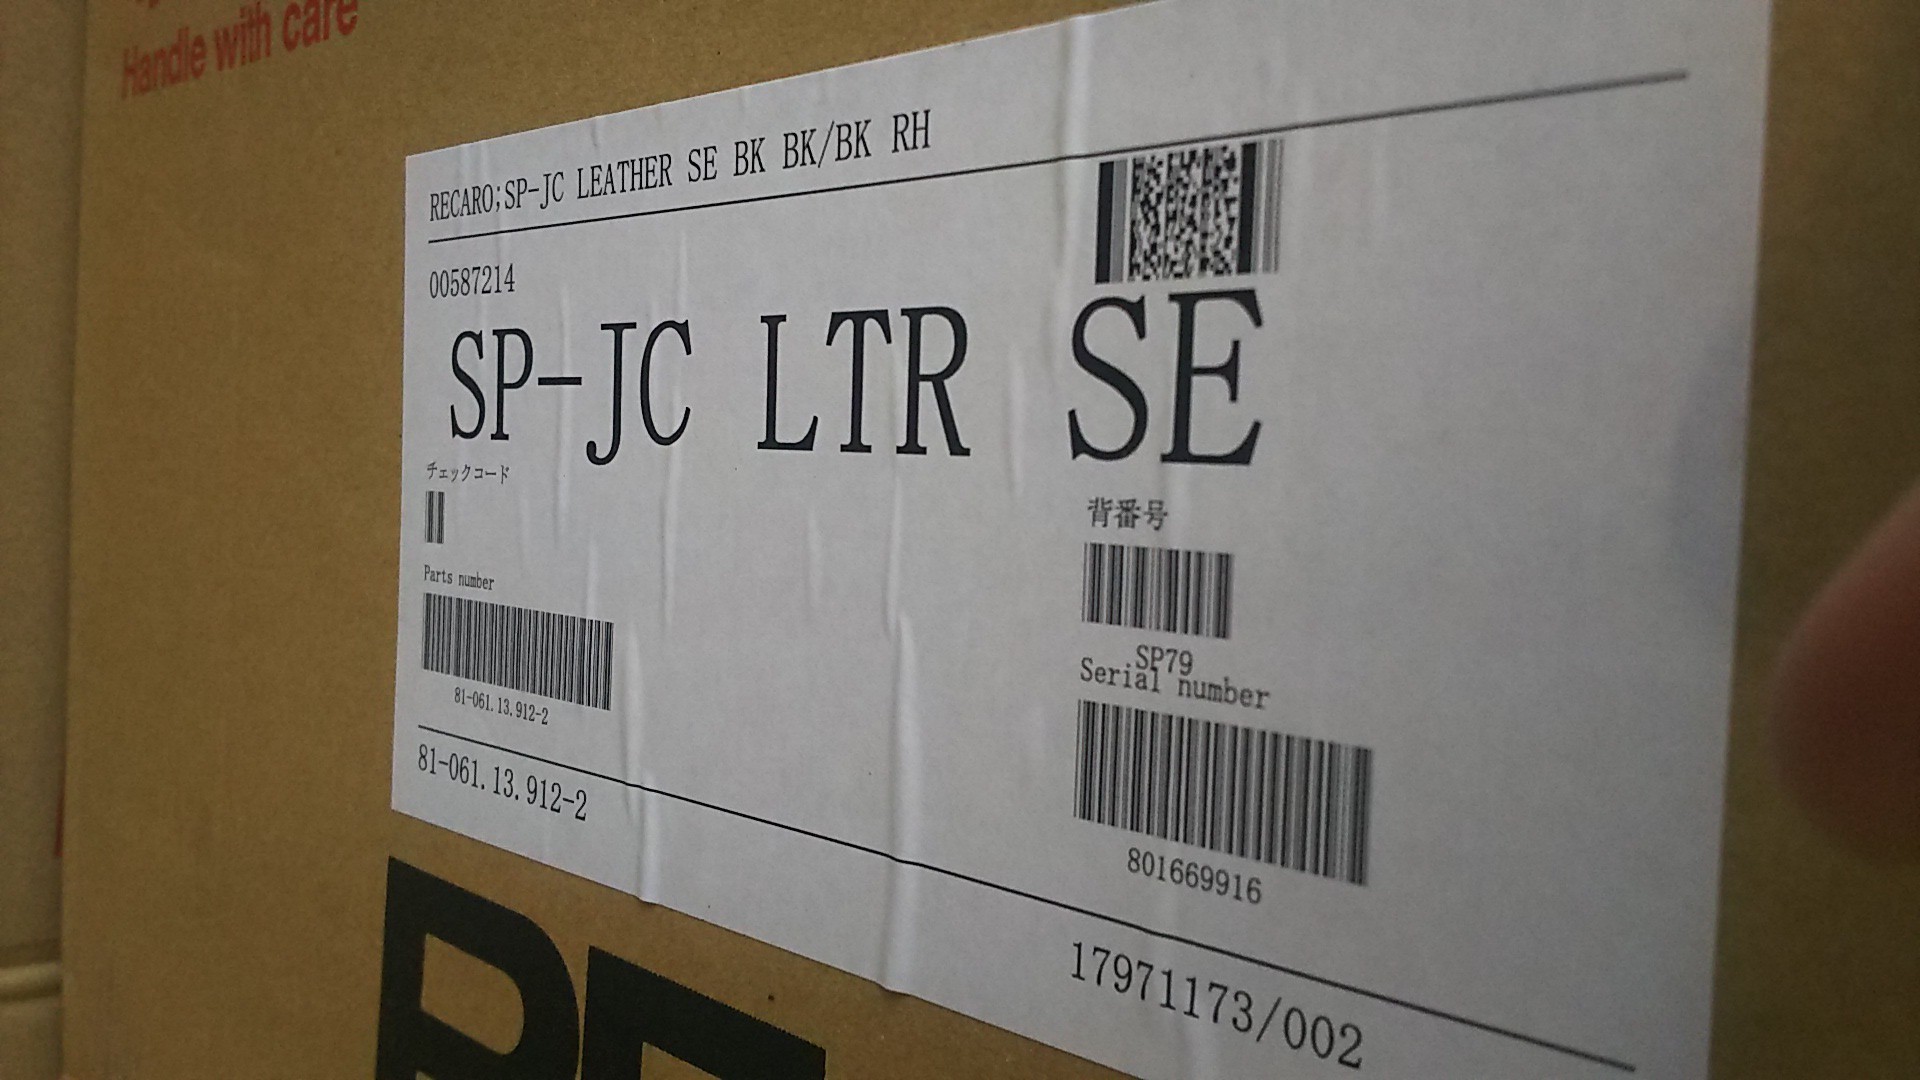 Handle with care
RECARO;SP-JC LEATHER SE BK BK/BK RH
00587214
SP-JC LTR SE
チェックコード
背番号
Parts number
SP79
Serial number
81-061.13.912-2
81-061.13.912-2
801669916
17971173/002